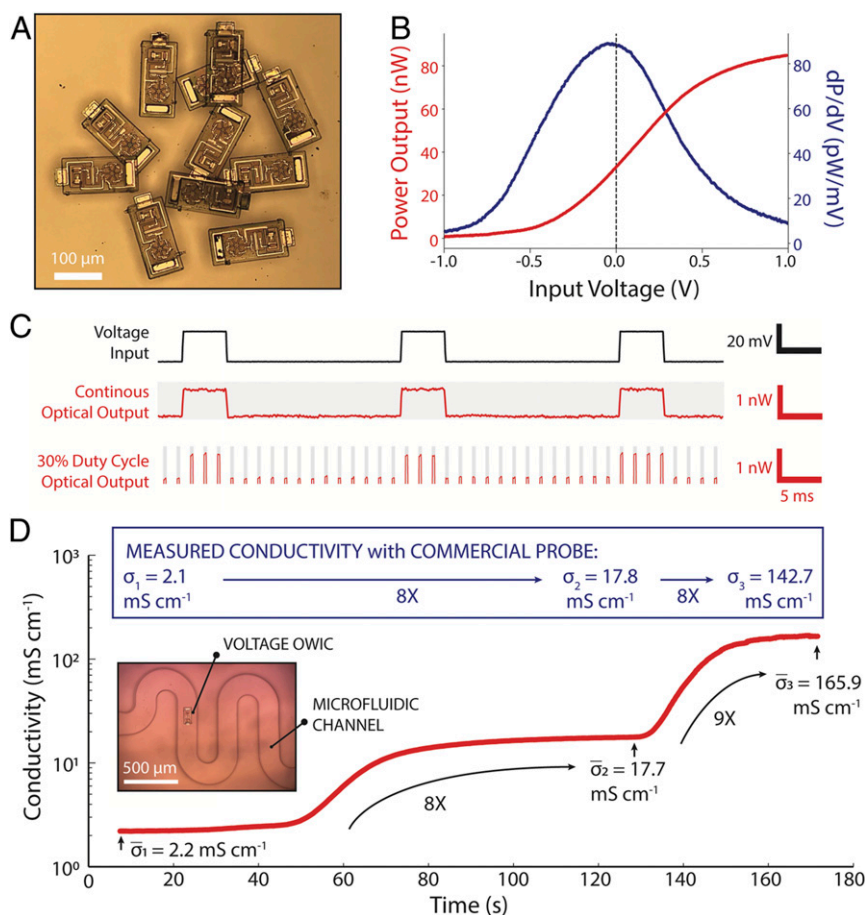 A
100 μm
B
Power Output (nW)
80
60
40
20
0
-1.0
-0.5
0.0
0.5
1.0
Input Voltage (V)
80
60
40
20
0
dP/dV (pW/mV)
C
Voltage
Input
20 mV
Continous
Optical Output
1 nW
30% Duty Cycle
Optical Output
1 nW
5 ms
D
MEASURED CONDUCTIVITY with COMMERCIAL PROBE:
σ1 = 2.1
mS cm-1
8X
σ2 = 17.8
mS cm-1
8X
σ3 = 142.7
mS cm-1
Conductivity (mS cm-1)
10³
10²
10¹
10⁰
VOLTAGE OWIC
MICROFLUIDIC
CHANNEL
500 μm
σ̅1 = 2.2 mS cm-1
8X
σ̅2 = 17.7
mS cm-1
9X
σ̅3 = 165.9
mS cm-1
0
20
40
60
80
100
120
140
160
180
Time (s)